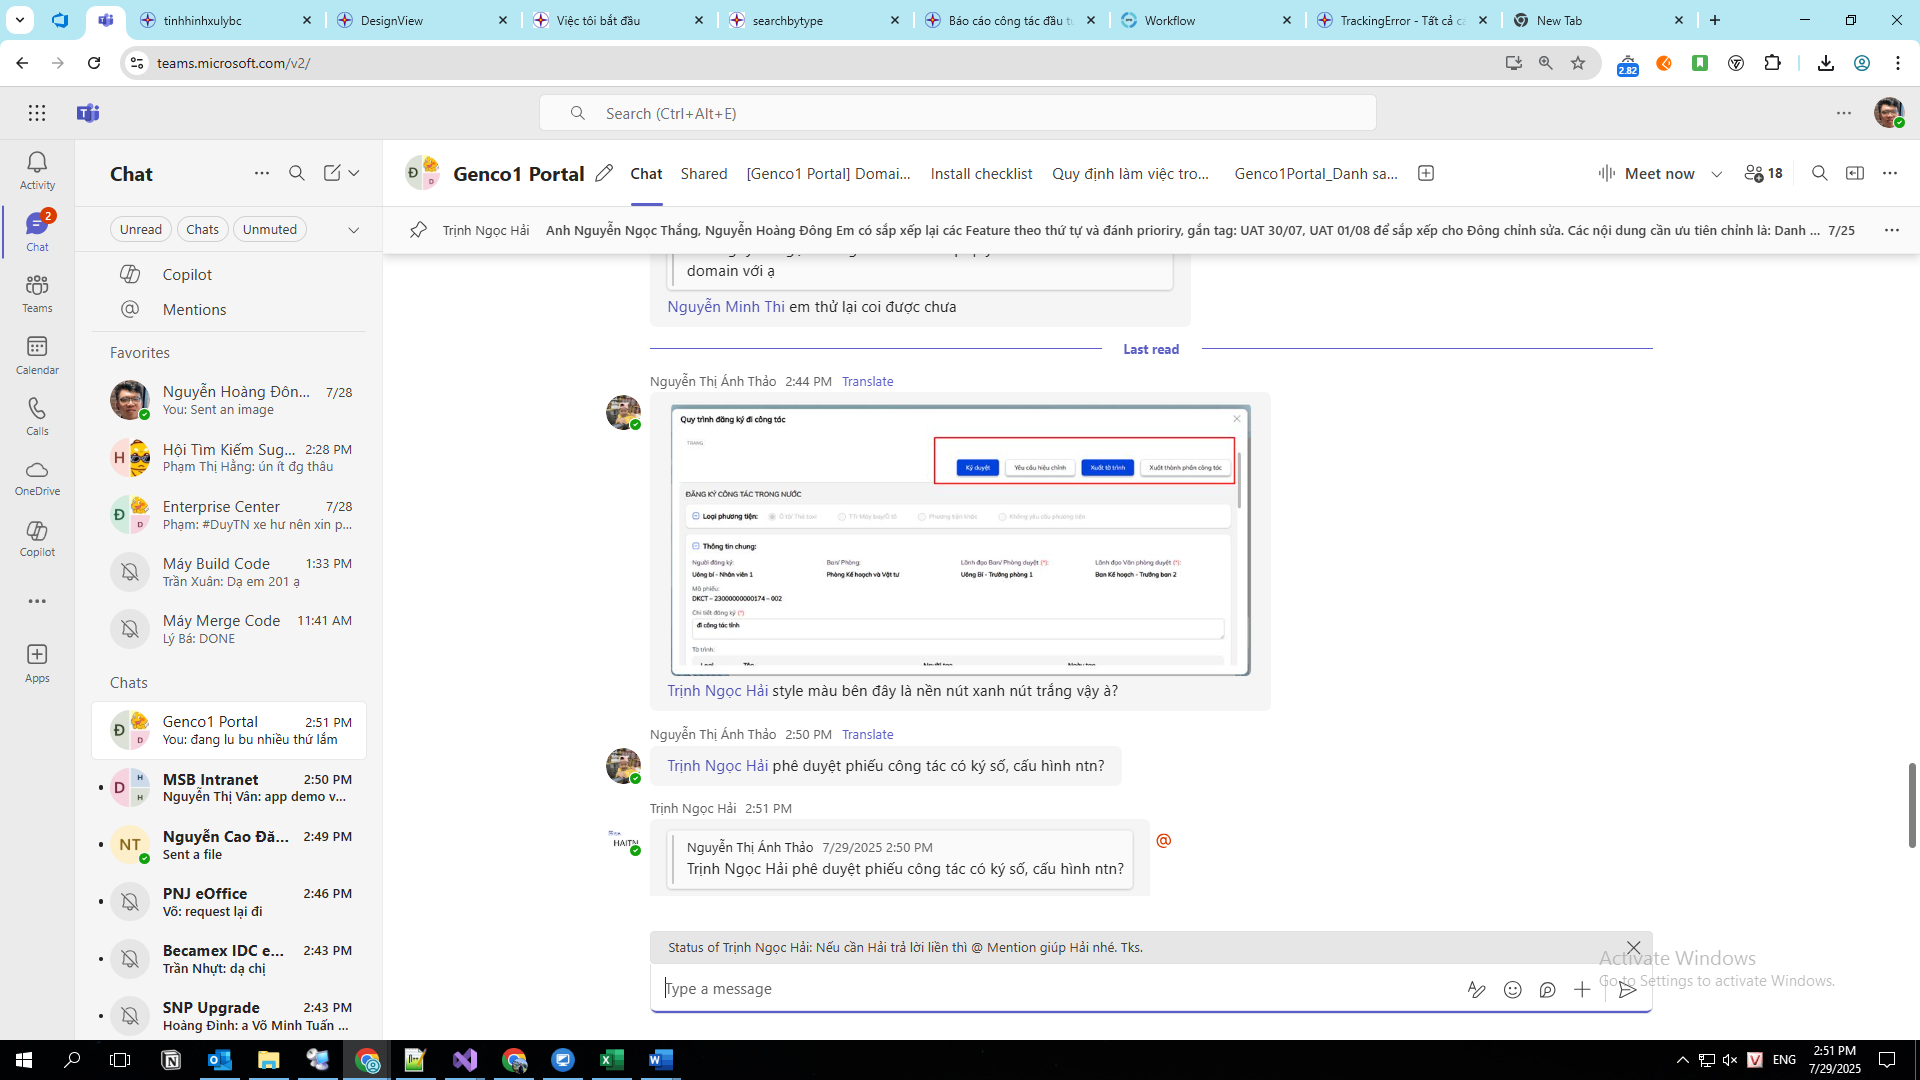 tinhhinhxulybc
DesignView
Việc tôi bắt đầu
searchbytype
Báo cáo công tác đầu tư
Workflow
TrackingError - Tất cả cá
New Tab
teams.microsoft.com/v2/
2.82
Search (Ctrl+Alt+E)
Activity
2
Chat
Teams
Calendar
Calls
OneDrive
Copilot
Apps
Chat
Unread
Chats
Unmuted
Copilot
Mentions
Favorites
Nguyễn Hoàng Đôn... 7/28
You: Sent an image
Hội Tìm Kiếm Sug... 2:28 PM
Phạm Thị Hằng: ún ít đg thâu
Enterprise Center 7/28
Phạm: #DuyTN xe hư nên xin p...
Máy Build Code 1:33 PM
Trần Xuân: Dạ em 201 ạ
Máy Merge Code 11:41 AM
Lý Bá: DONE
Chats
Genco1 Portal 2:51 PM
You: đang lu bu nhiều thứ lắm
MSB Intranet 2:50 PM
Nguyễn Thị Vân: app demo v...
NT
Nguyễn Cao Đă... 2:49 PM
Sent a file
PNJ eOffice 2:46 PM
Võ: request lại đi
Becamex IDC e... 2:43 PM
Trần Nhựt: dạ chị
SNP Upgrade 2:43 PM
Hoàng Đình: a Võ Minh Tuấn ...
Genco1 Portal
Chat
Shared
[Genco1 Portal] Domai...
Install checklist
Quy định làm việc tro...
Genco1Portal_Danh sa...
Meet now
18
Trịnh Ngọc Hải Anh Nguyễn Ngọc Thắng, Nguyễn Hoàng Đông Em có sắp xếp lại các Feature theo thứ tự và đánh prioriry, gắn tag: UAT 30/07, UAT 01/08 để sắp xếp cho Đông chỉnh sửa. Các nội dung cần ưu tiên chỉnh là: Danh ... 7/25
domain với ạ
Nguyễn Minh Thi em thử lại coi được chưa
Last read
Nguyễn Thị Ánh Thảo 2:44 PM Translate
Quy trình đăng ký đi công tác
TRANG
Ký duyệt
Yêu cầu hiệu chỉnh
Xuất tờ trình
Xuất thành phần công tác
ĐĂNG KÝ CÔNG TÁC TRONG NƯỚC
Loại phương tiện:
Ô tô/ Thẻ taxi
TTr Máy bay/Ô tô
Phương tiện khác
Không yêu cầu phương tiện
Thông tin chung:
Người đăng ký:
Ban/ Phòng:
Lãnh đạo Ban/ Phòng duyệt (*):
Lãnh đạo Văn phòng duyệt (*):
Uông bí - Nhân viên 1
Phòng Kế hoạch và Vật tư
Uông Bí - Trưởng phòng 1
Ban Kế hoạch - Trưởng ban 2
Mã phiếu:
DKCT – 23000000000174 – 002
Chi tiết đăng ký (*)
đi công tác tỉnh
Tờ trình:
Trịnh Ngọc Hải style màu bên đây là nền nút xanh nút trắng vậy à?
Nguyễn Thị Ánh Thảo 2:50 PM Translate
Trịnh Ngọc Hải phê duyệt phiếu công tác có ký số, cấu hình ntn?
Trịnh Ngọc Hải 2:51 PM
Nguyễn Thị Ánh Thảo 7/29/2025 2:50 PM
Trịnh Ngọc Hải phê duyệt phiếu công tác có ký số, cấu hình ntn?
Status of Trịnh Ngọc Hải: Nếu cần Hải trả lời liền thì @ Mention giúp Hải nhé. Tks.
Type a message
Activate Windows
Go to Settings to activate Windows.
ENG
2:51 PM
7/29/2025